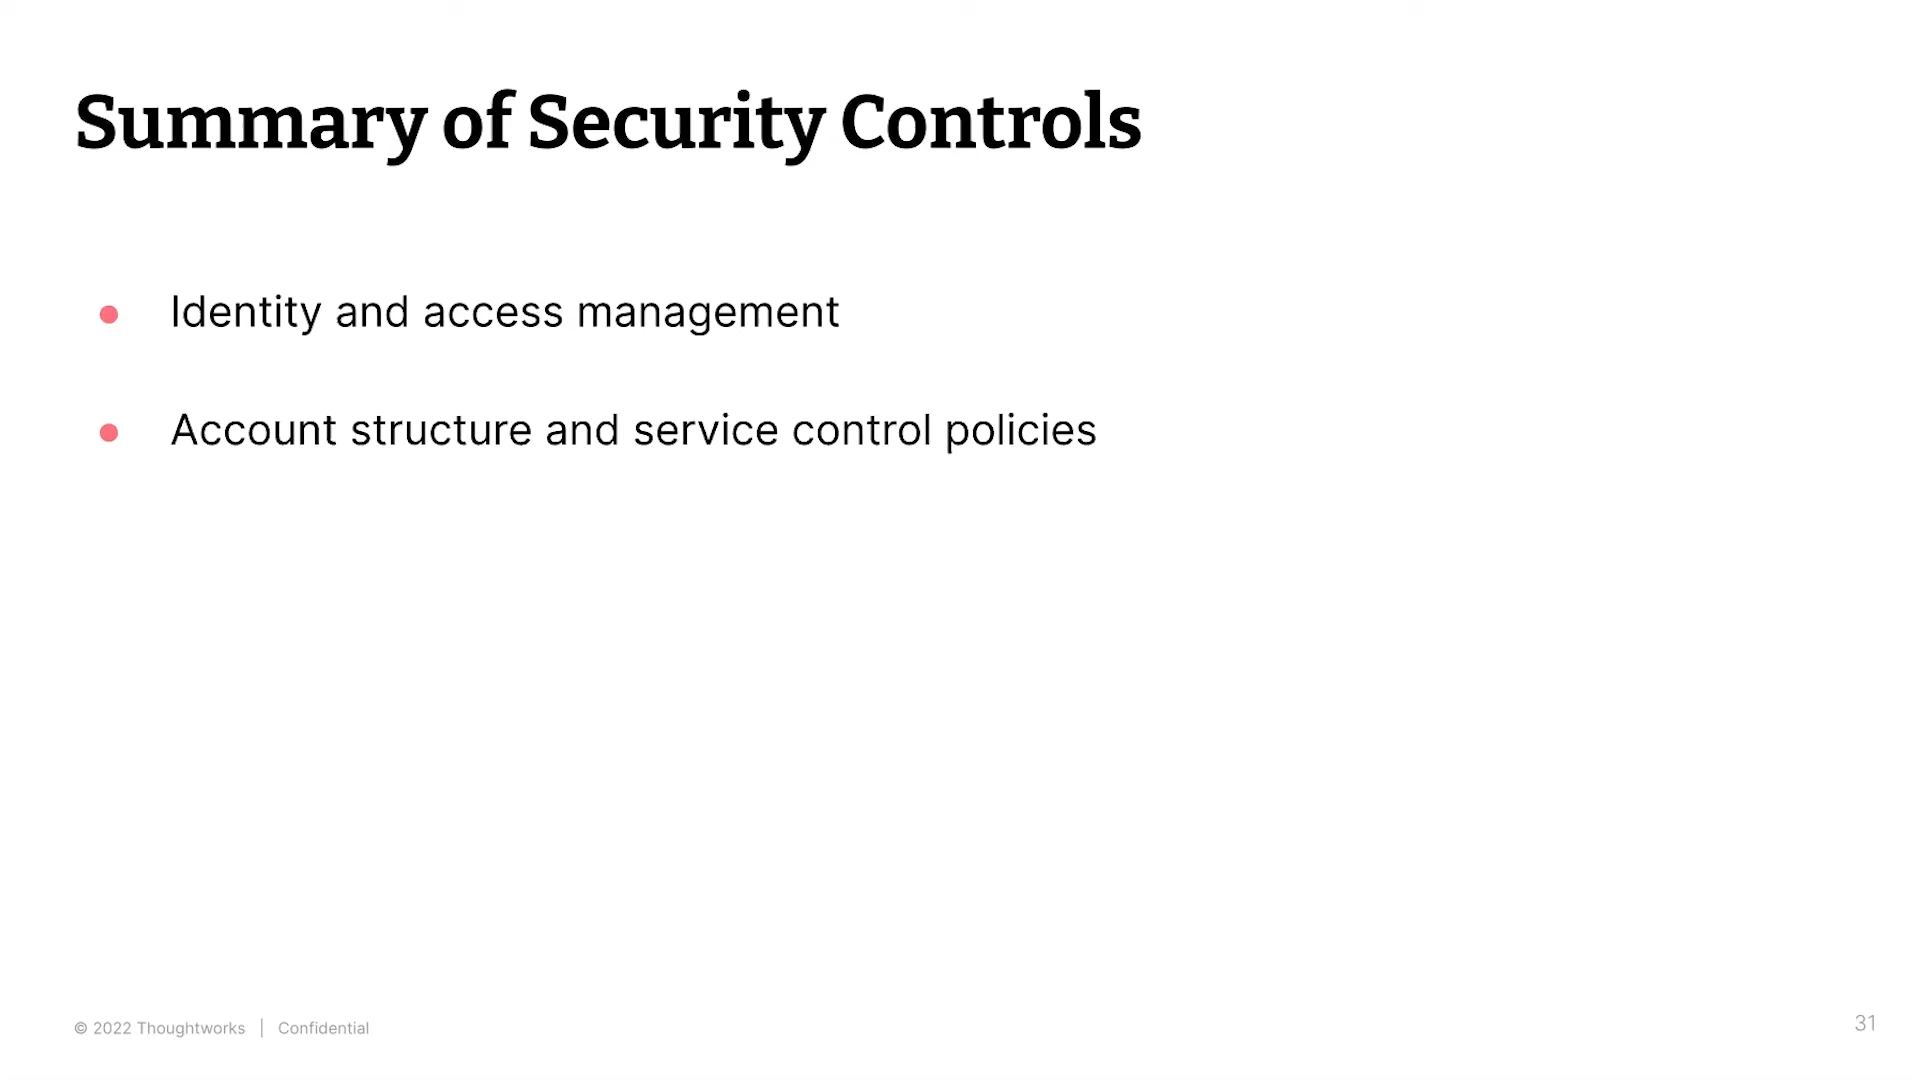 Summary of Security Controls
● Identity and access management
● Account structure and service control policies
© 2022 Thoughtworks | Confidential
31